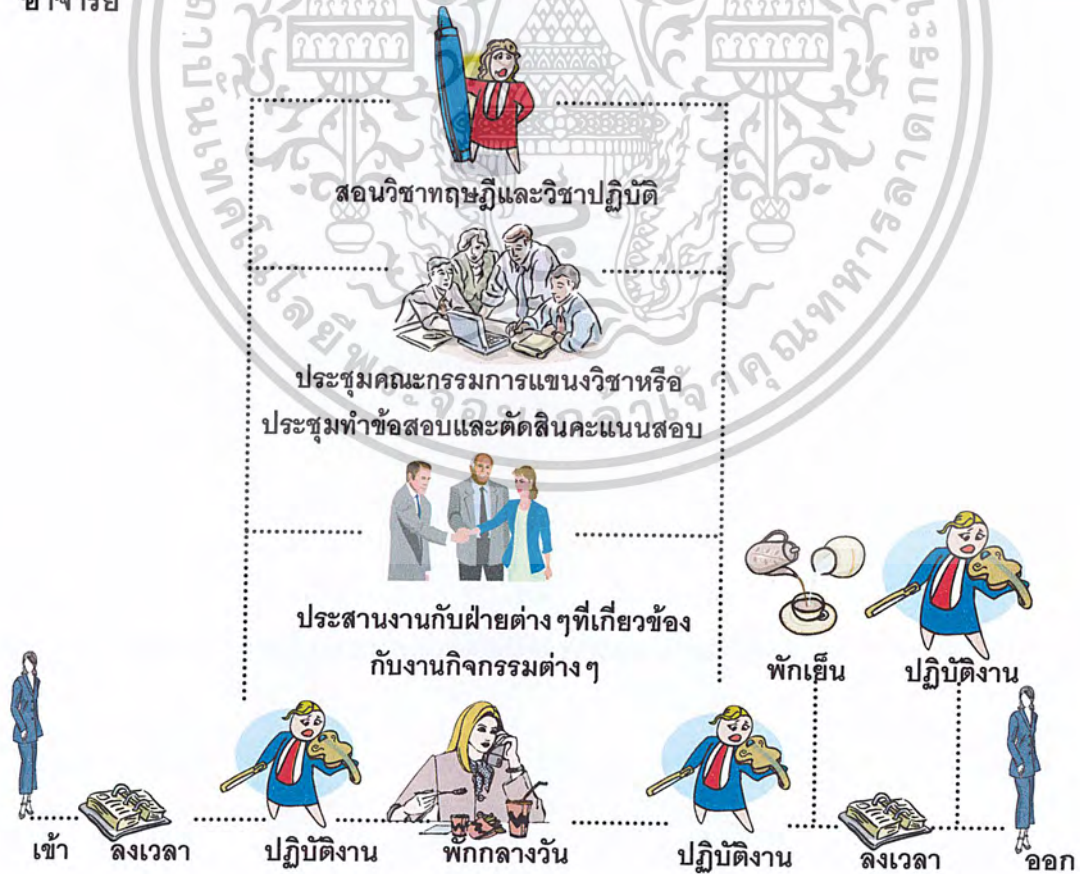 อาจารย์
สอนวิชาทฤษฎีและวิชาปฏิบัติ
ประชุมคณะกรรมการแขนงวิชาหรือ
ประชุมทำข้อสอบและตัดสินคะแนนสอบ
ประสานงานกับฝ่ายต่าง ๆที่เกี่ยวข้อง
กับงานกิจกรรมต่าง ๆ
พักเย็น ปฏิบัติงาน
เข้า ลงเวลา ปฏิบัติงาน พักกลางวัน ปฏิบัติงาน ลงเวลา ออก